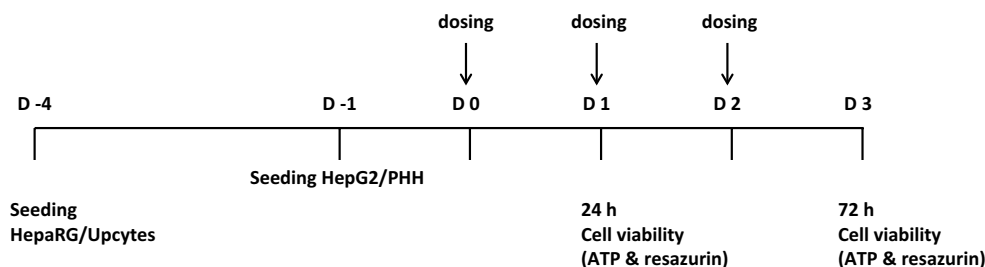 dosing dosing dosing
D -4 D -1 D 0 D 1 D 2 D 3
Seeding HepG2/PHH
Seeding
HepaRG/Upcytes
24 h
Cell viability
(ATP & resazurin)
72 h
Cell viability
(ATP & resazurin)